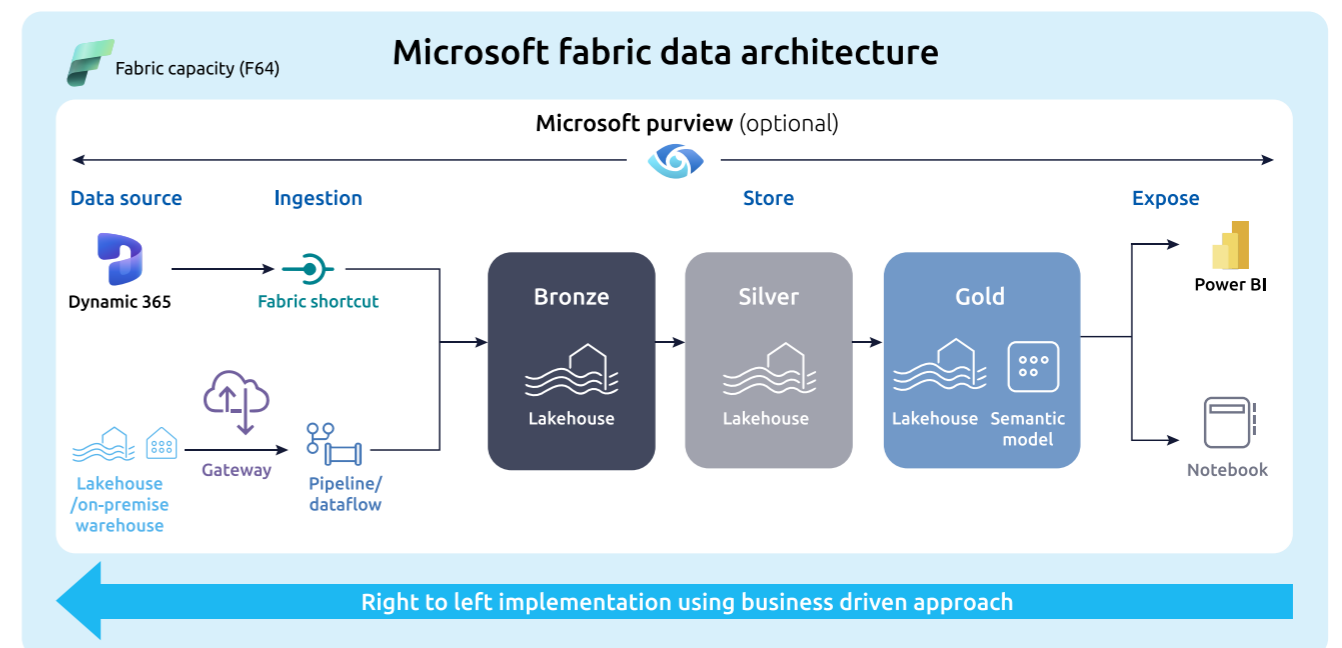 Microsoft fabric data architecture
Fabric capacity (F64)
Microsoft purview (optional)
Data source
Ingestion
Store
Expose
Dynamic 365
Fabric shortcut
Bronze
Lakehouse
Silver
Lakehouse
Gold
Lakehouse
Semantic
model
Power BI
Lakehouse
/on-premise
warehouse
Gateway
Pipeline/
dataflow
Notebook
Right to left implementation using business driven approach